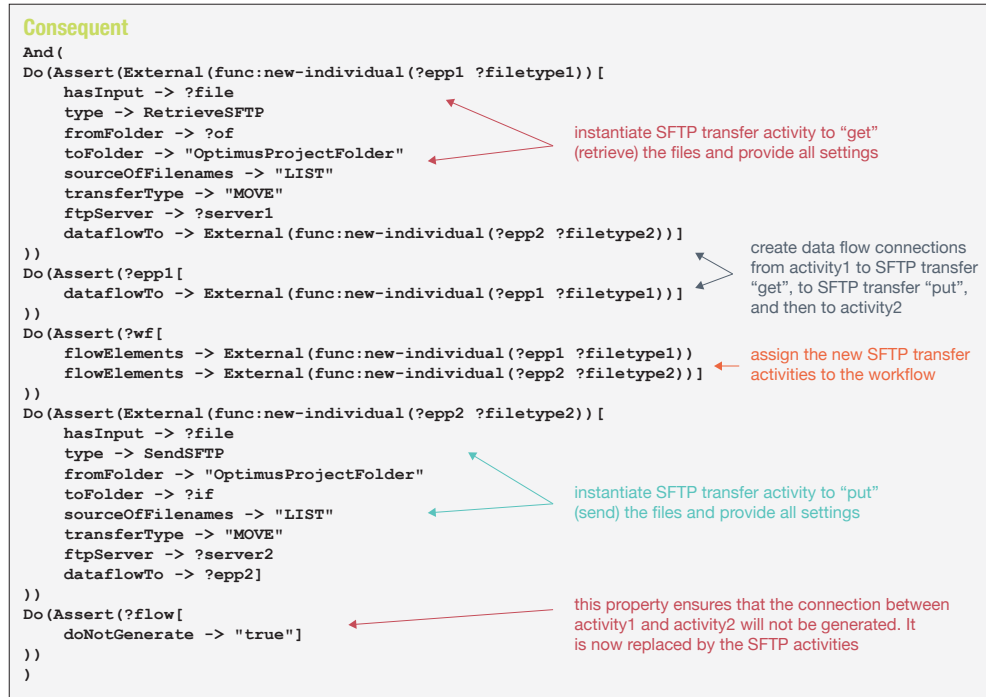 Consequent
And(
Do(Assert(External(func:new-individual(?epp1 ?filetype1))[
hasInput -> ?file
type -> RetrieveSFTP
fromFolder -> ?of
toFolder -> "OptimusProjectFolder"
sourceOfFilenames -> "LIST"
transferType -> "MOVE"
ftpServer -> ?server1
dataflowTo -> External(func:new-individual(?epp2 ?filetype2))]
))
Do(Assert(?epp1[
dataflowTo -> External(func:new-individual(?epp1 ?filetype1))]
))
Do(Assert(?wf[
flowElements -> External(func:new-individual(?epp1 ?filetype1))
flowElements -> External(func:new-individual(?epp2 ?filetype2))]
))
Do(Assert(External(func:new-individual(?epp2 ?filetype2))[
hasInput -> ?file
type -> SendSFTP
fromFolder -> "OptimusProjectFolder"
toFolder -> ?if
sourceOfFilenames -> "LIST"
transferType -> "MOVE"
ftpServer -> ?server2
dataflowTo -> ?epp2]
))
Do(Assert(?flow[
doNotGenerate -> "true"]
))
)
instantiate SFTP transfer activity to “get”
(retrieve) the files and provide all settings
create data flow connections
from activity1 to SFTP transfer
“get”, to SFTP transfer “put”,
and then to activity2
assign the new SFTP transfer
activities to the workflow
instantiate SFTP transfer activity to “put”
(send) the files and provide all settings
this property ensures that the connection between
activity1 and activity2 will not be generated. It
is now replaced by the SFTP activities